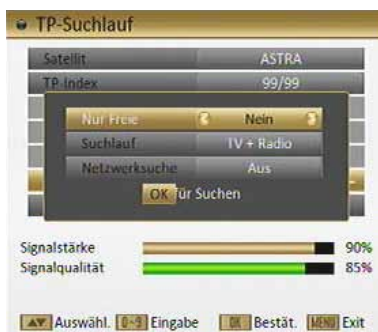 TP-Suchlauf
Satellit ASTRA
TP-Index 99/99
Nur Freie Nein
Suchlauf TV + Radio
Netzwerksuche Aus
OK für Suchen
Signalstärke 90%
Signalqualität 85%
▲▼ Auswähl. 0~9 Eingabe OK Bestät. MENU Exit